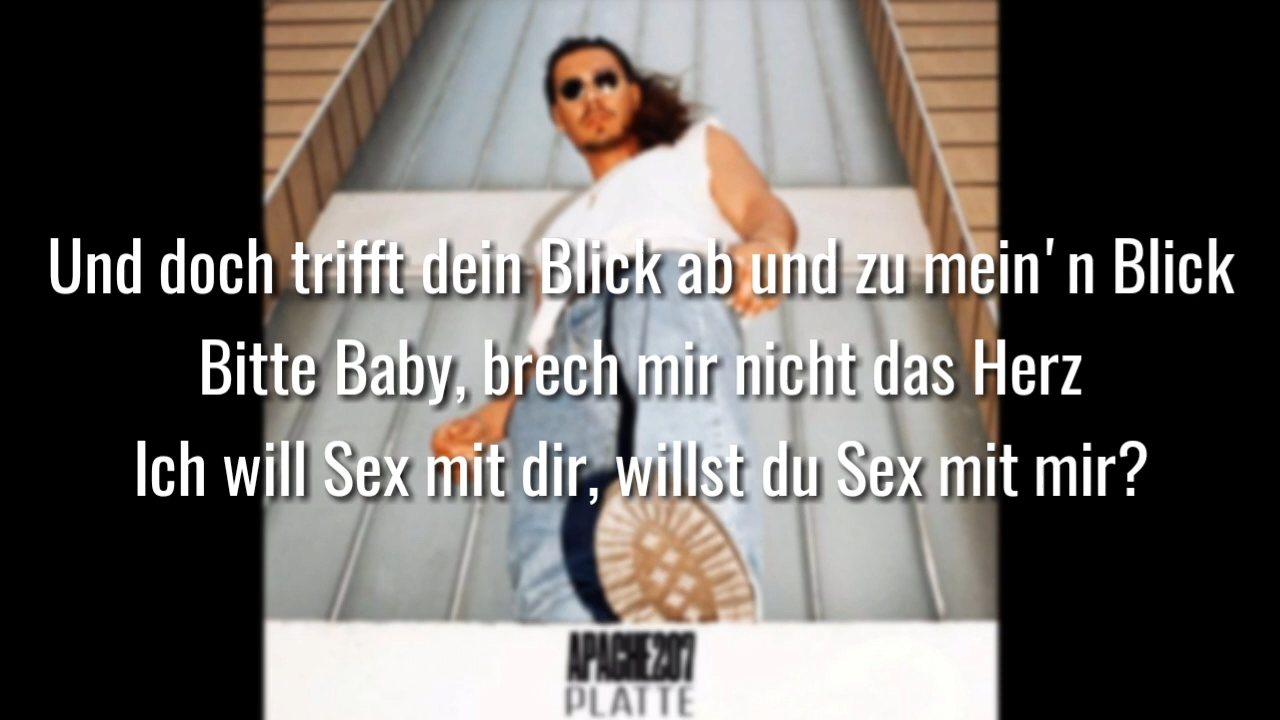 Und doch trifft dein Blick ab und zu mein'n Blick
Bitte Baby, brech mir nicht das Herz
Ich will Sex mit dir, willst du Sex mit mir?
APACHE207
PLATTE